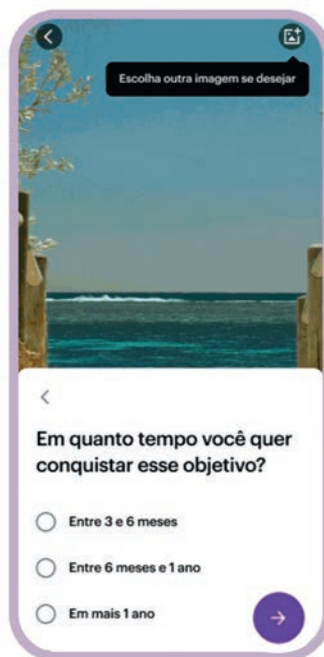 Escolha outra imagem se desejar
Em quanto tempo você quer
conquistar esse objetivo?
Entre 3 e 6 meses
Entre 6 meses e 1 ano
Em mais 1 ano